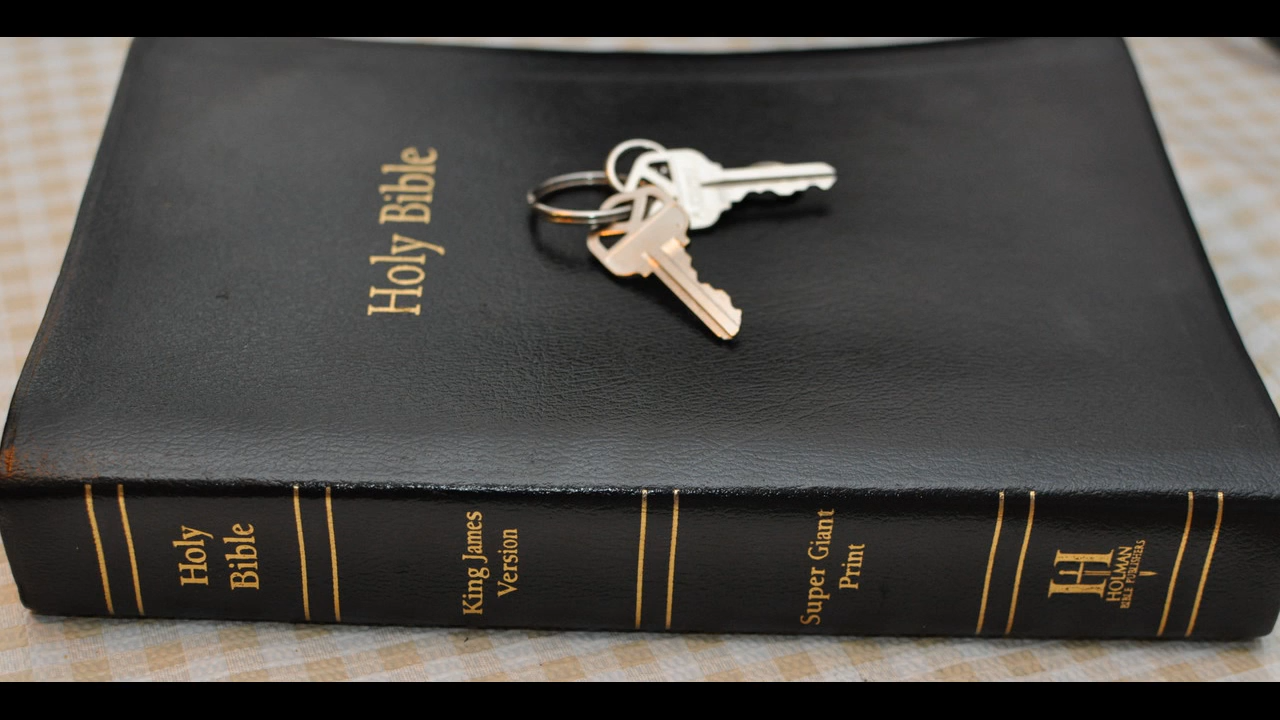 Holy Bible
Holy
Bible
King James
Version
Super Giant
Print
H
HOLMAN
BIBLE PUBLISHERS